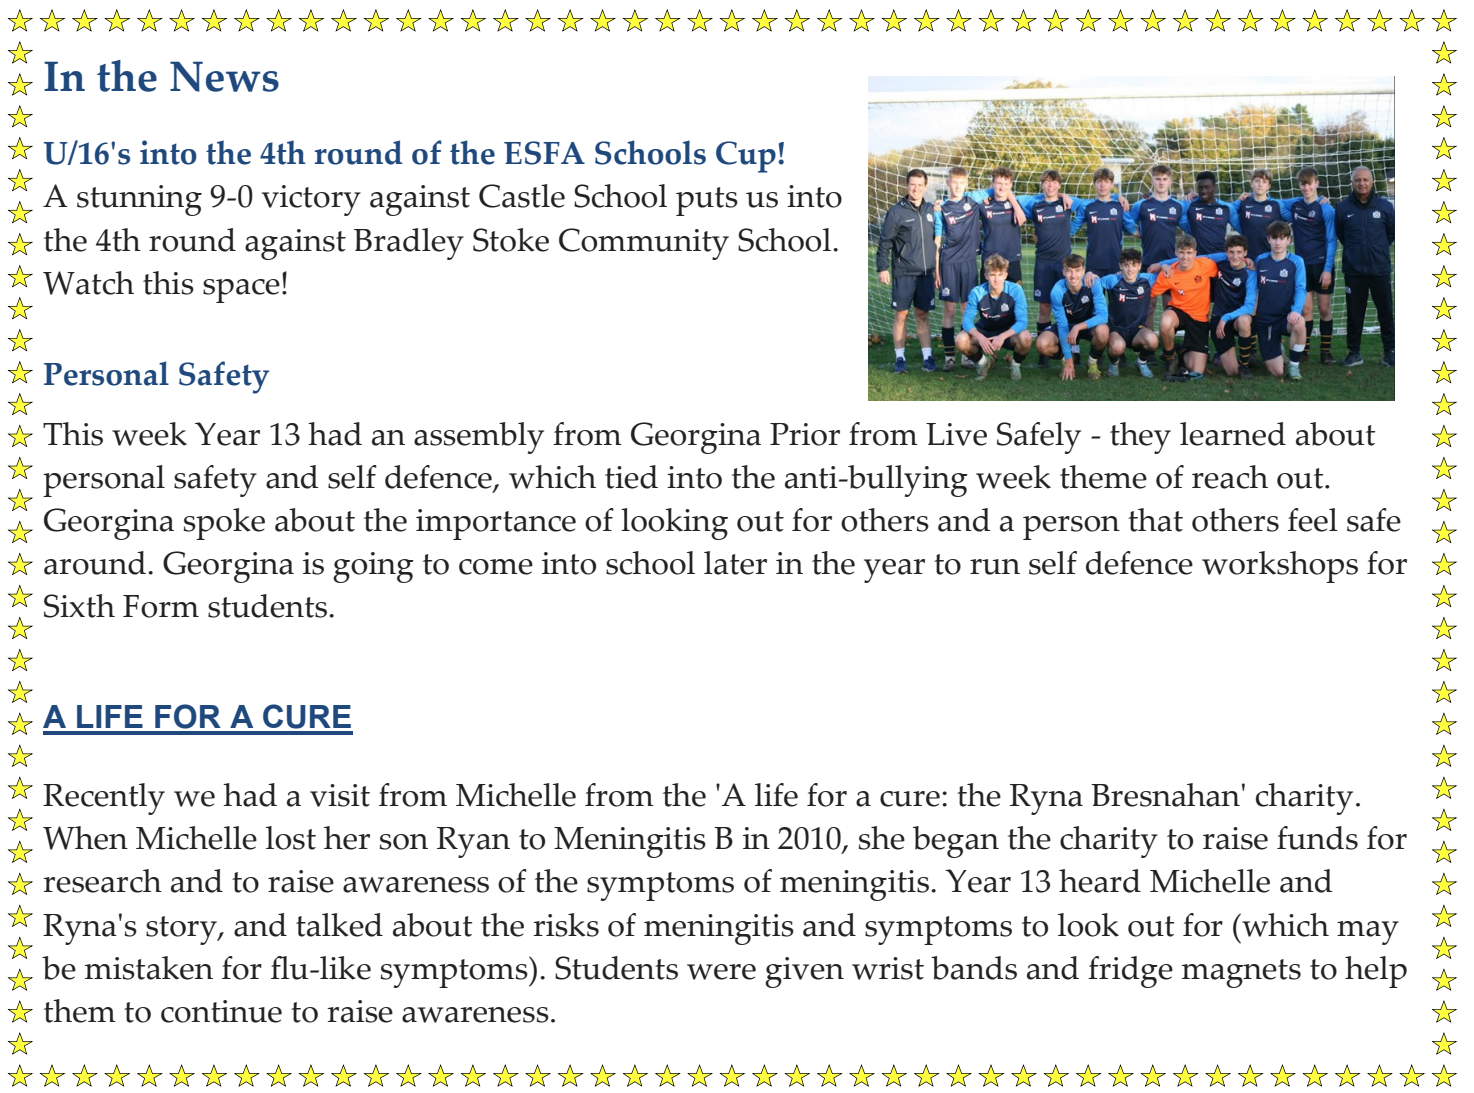 In the News
U/16's into the 4th round of the ESFA Schools Cup!
A stunning 9-0 victory against Castle School puts us into
the 4th round against Bradley Stoke Community School.
Watch this space!
Personal Safety
This week Year 13 had an assembly from Georgina Prior from Live Safely - they learned about
personal safety and self defence, which tied into the anti-bullying week theme of reach out.
Georgina spoke about the importance of looking out for others and a person that others feel safe
around. Georgina is going to come into school later in the year to run self defence workshops for
Sixth Form students.
A LIFE FOR A CURE
Recently we had a visit from Michelle from the 'A life for a cure: the Ryna Bresnahan' charity.
When Michelle lost her son Ryan to Meningitis B in 2010, she began the charity to raise funds for
research and to raise awareness of the symptoms of meningitis. Year 13 heard Michelle and
Ryna's story, and talked about the risks of meningitis and symptoms to look out for (which may
be mistaken for flu-like symptoms). Students were given wrist bands and fridge magnets to help
them to continue to raise awareness.